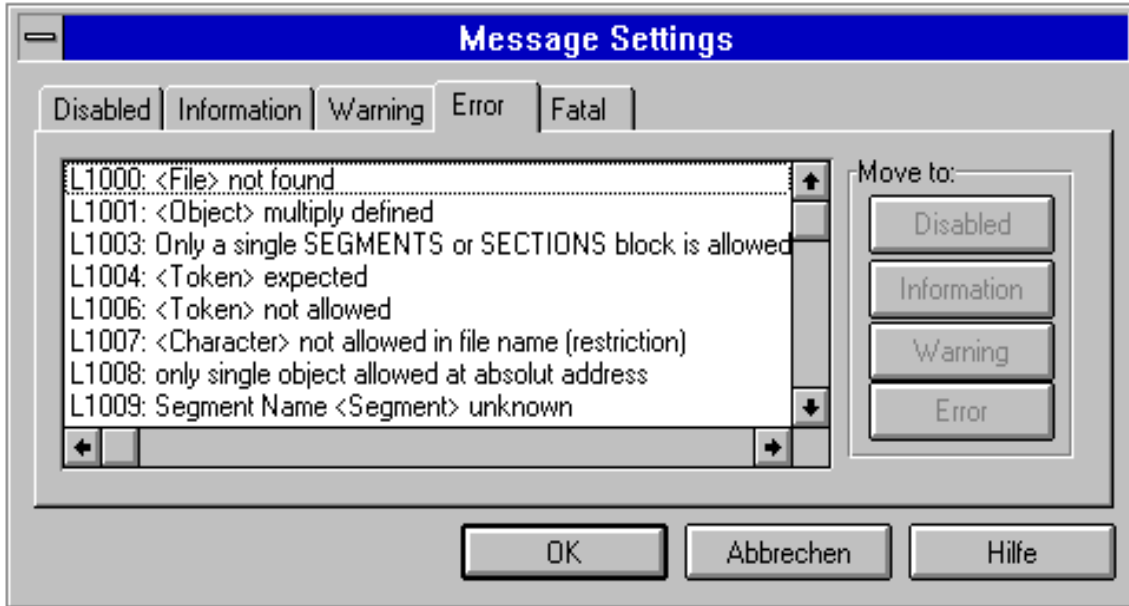 Message Settings
Disabled Information Warning Error Fatal
L1000: <File> not found
L1001: <Object> multiply defined
L1003: Only a single SEGMENTS or SECTIONS block is allowed
L1004: <Token> expected
L1006: <Token> not allowed
L1007: <Character> not allowed in file name (restriction)
L1008: only single object allowed at absolut address
L1009: Segment Name <Segment> unknown
Move to:
Disabled
Information
Warning
Error
OK Abbrechen Hilfe